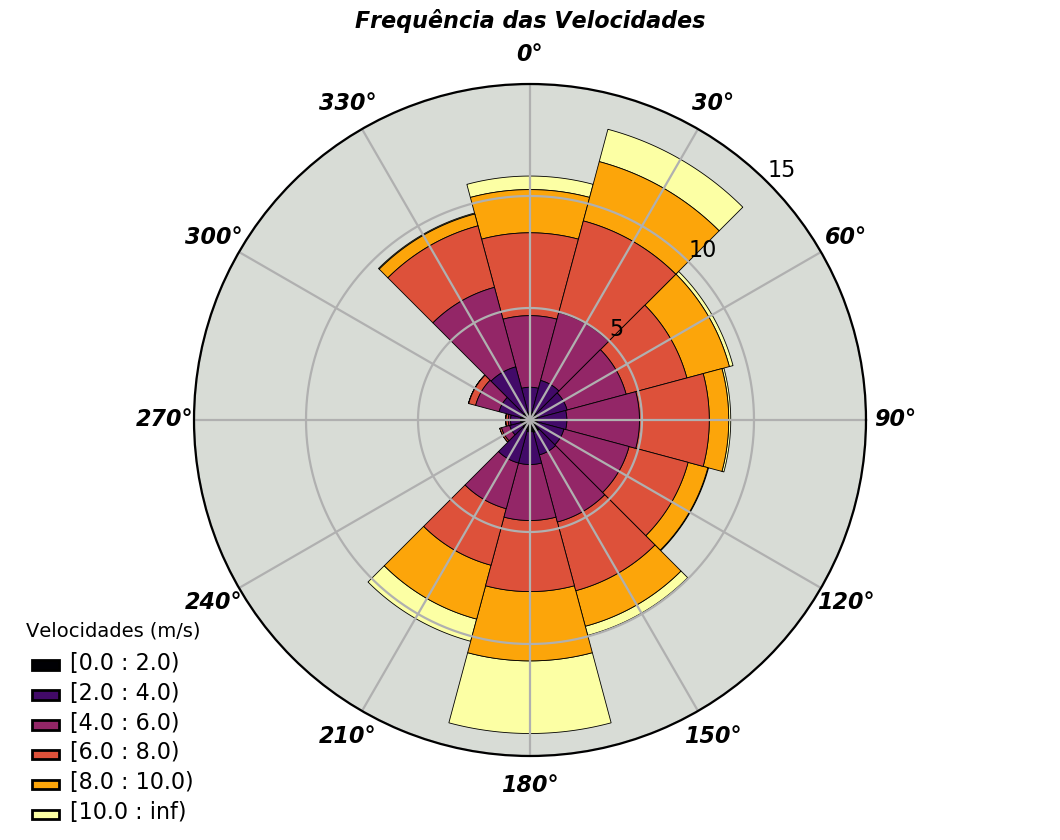 Frequência das Velocidades
0°
330°
30°
15
300°
60°
10
5
270°
90°
240°
120°
210°
150°
180°
Velocidades (m/s)
[0.0 : 2.0)
[2.0 : 4.0)
[4.0 : 6.0)
[6.0 : 8.0)
[8.0 : 10.0)
[10.0 : inf)